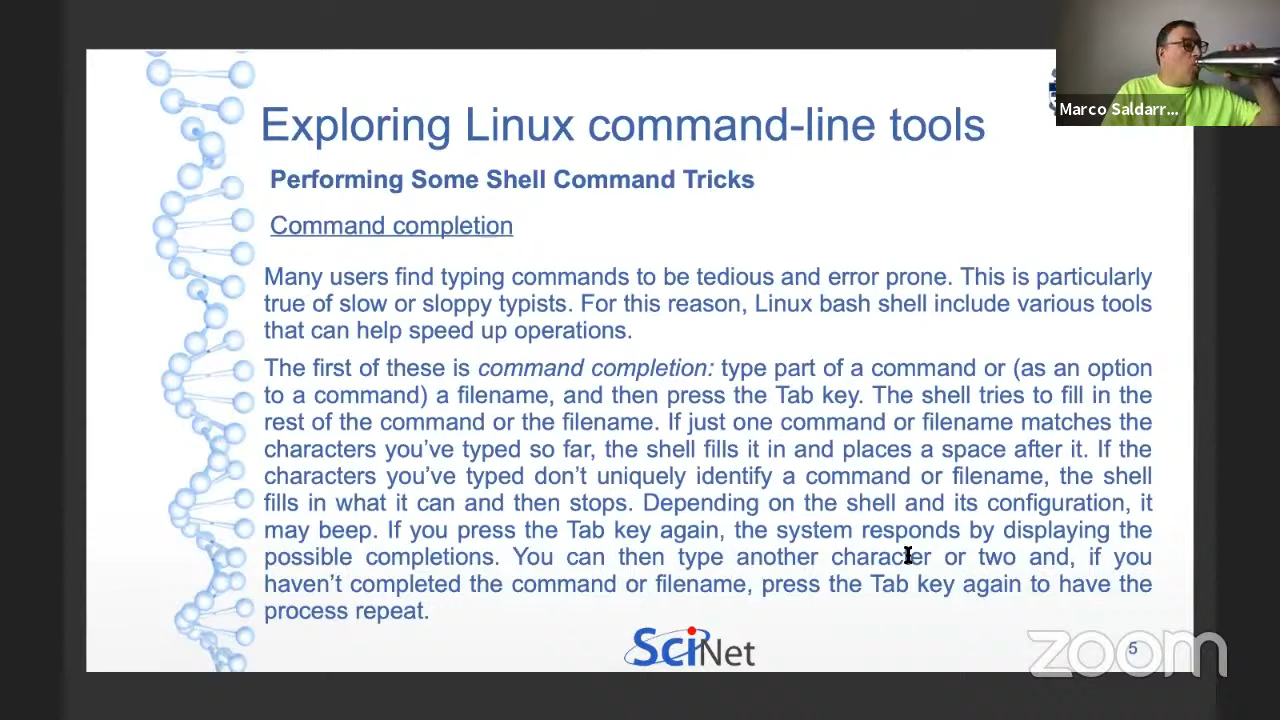 Marco Saldarr...
Exploring Linux command-line tools
Performing Some Shell Command Tricks
Command completion
Many users find typing commands to be tedious and error prone. This is particularly
true of slow or sloppy typists. For this reason, Linux bash shell include various tools
that can help speed up operations.
The first of these is command completion: type part of a command or (as an option
to a command) a filename, and then press the Tab key. The shell tries to fill in the
rest of the command or the filename. If just one command or filename matches the
characters you’ve typed so far, the shell fills it in and places a space after it. If the
characters you’ve typed don’t uniquely identify a command or filename, the shell
fills in what it can and then stops. Depending on the shell and its configuration, it
may beep. If you press the Tab key again, the system responds by displaying the
possible completions. You can then type another character or two and, if you
haven’t completed the command or filename, press the Tab key again to have the
process repeat.
SciNet
zoom
5